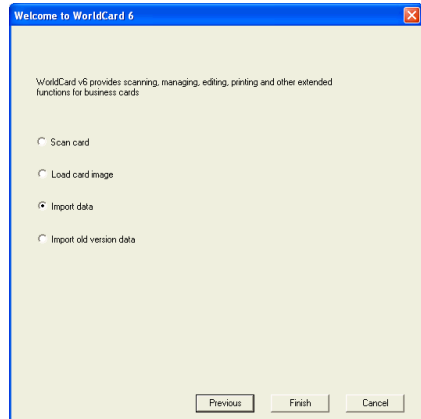 Welcome to WorldCard 6
WorldCard v6 provides scanning, managing, editing, printing and other extended
functions for business cards
Scan card
Load card image
Import data
Import old version data
Previous Finish Cancel